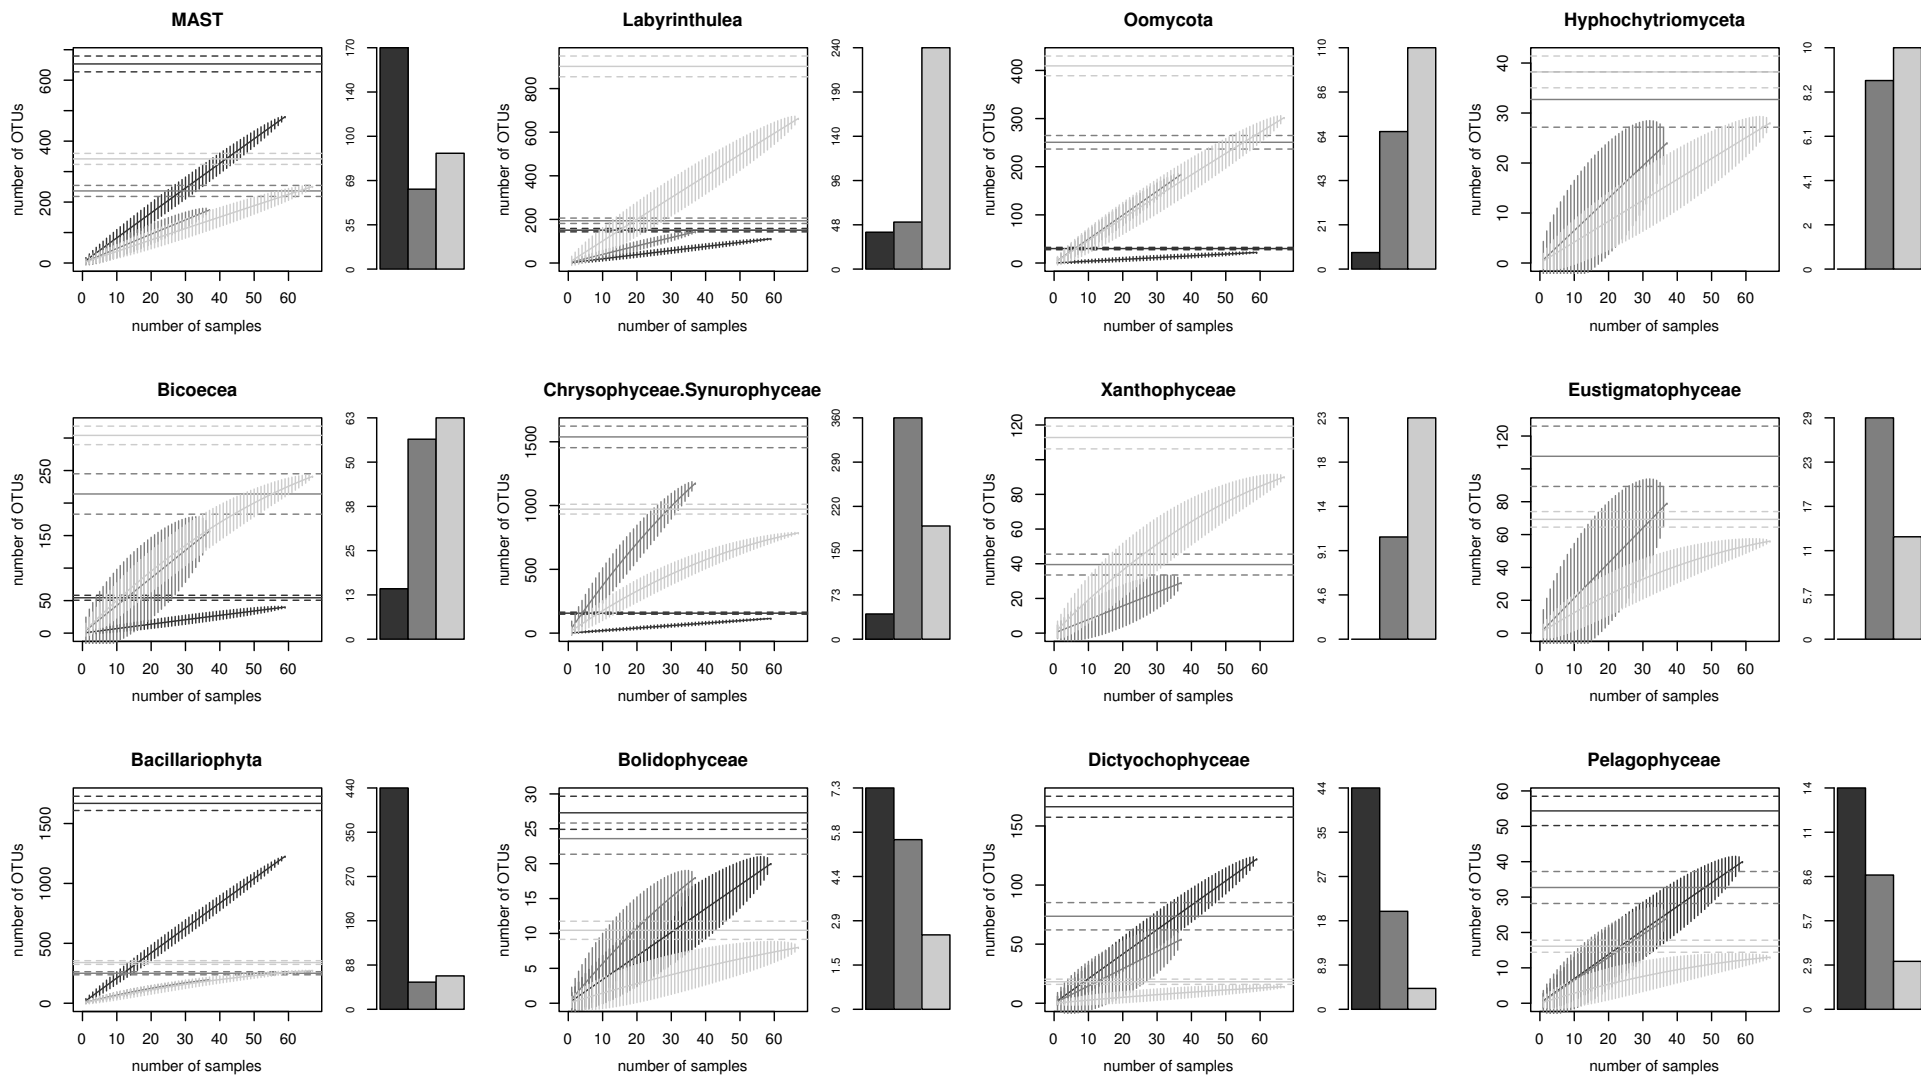 MAST
number of OTUs
0 200 400 600
0 10 20 30 40 50 60
number of samples
0 35 69 100 140 170
Labyrinthulea
number of OTUs
0 200 400 600 800
0 10 20 30 40 50 60
number of samples
0 48 96 140 190 240
Oomycota
number of OTUs
0 100 200 300 400
0 10 20 30 40 50 60
number of samples
0 21 43 64 86 110
Hyphochytriomyceta
number of OTUs
0 10 20 30 40
0 10 20 30 40 50 60
number of samples
0 2 4.1 6.1 8.2 10
Bicoecea
number of OTUs
0 50 150 250
0 10 20 30 40 50 60
number of samples
0 13 25 38 50 63
Chrysophyceae.Synurophyceae
number of OTUs
0 500 1000 1500
0 10 20 30 40 50 60
number of samples
0 73 150 220 290 360
Xanthophyceae
number of OTUs
0 20 40 60 80 120
0 10 20 30 40 50 60
number of samples
0 4.6 9.1 14 18 23
Eustigmatophyceae
number of OTUs
0 20 40 60 80 120
0 10 20 30 40 50 60
number of samples
0 5.7 11 17 23 29
Bacillariophyta
number of OTUs
0 500 1000 1500
0 10 20 30 40 50 60
number of samples
0 88 180 270 350 440
Bolidophyceae
number of OTUs
0 5 10 15 20 25 30
0 10 20 30 40 50 60
number of samples
0 1.5 2.9 4.4 5.8 7.3
Dictyochophyceae
number of OTUs
0 50 100 150
0 10 20 30 40 50 60
number of samples
0 8.9 18 27 35 44
Pelagophyceae
number of OTUs
0 10 20 30 40 50 60
0 10 20 30 40 50 60
number of samples
0 2.9 5.7 8.6 11 14